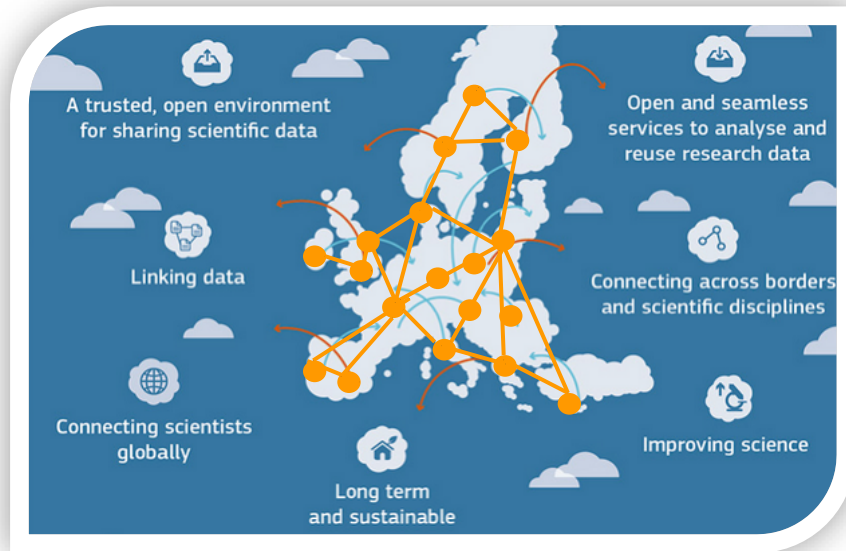 A trusted, open environment
for sharing scientific data
Open and seamless
services to analyse and
reuse research data
Linking data
Connecting across borders
and scientific disciplines
Connecting scientists
globally
Improving science
Long term
and sustainable